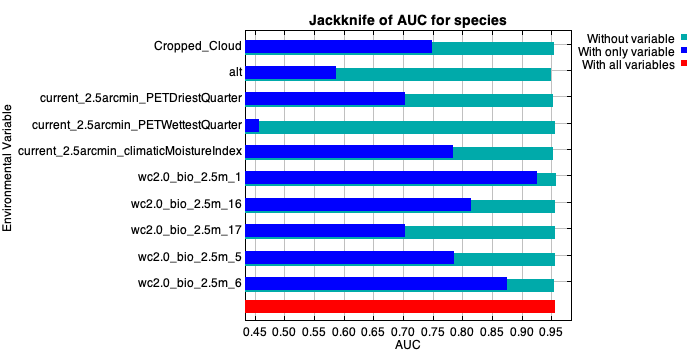 Jackknife of AUC for species
Without variable
With only variable
With all variables
Environmental Variable
Cropped_Cloud
alt
current_2.5arcmin_PETDriestQuarter
current_2.5arcmin_PETWettestQuarter
current_2.5arcmin_climaticMoistureIndex
wc2.0_bio_2.5m_1
wc2.0_bio_2.5m_16
wc2.0_bio_2.5m_17
wc2.0_bio_2.5m_5
wc2.0_bio_2.5m_6
0.45 0.50 0.55 0.60 0.65 0.70 0.75 0.80 0.85 0.90 0.95
AUC